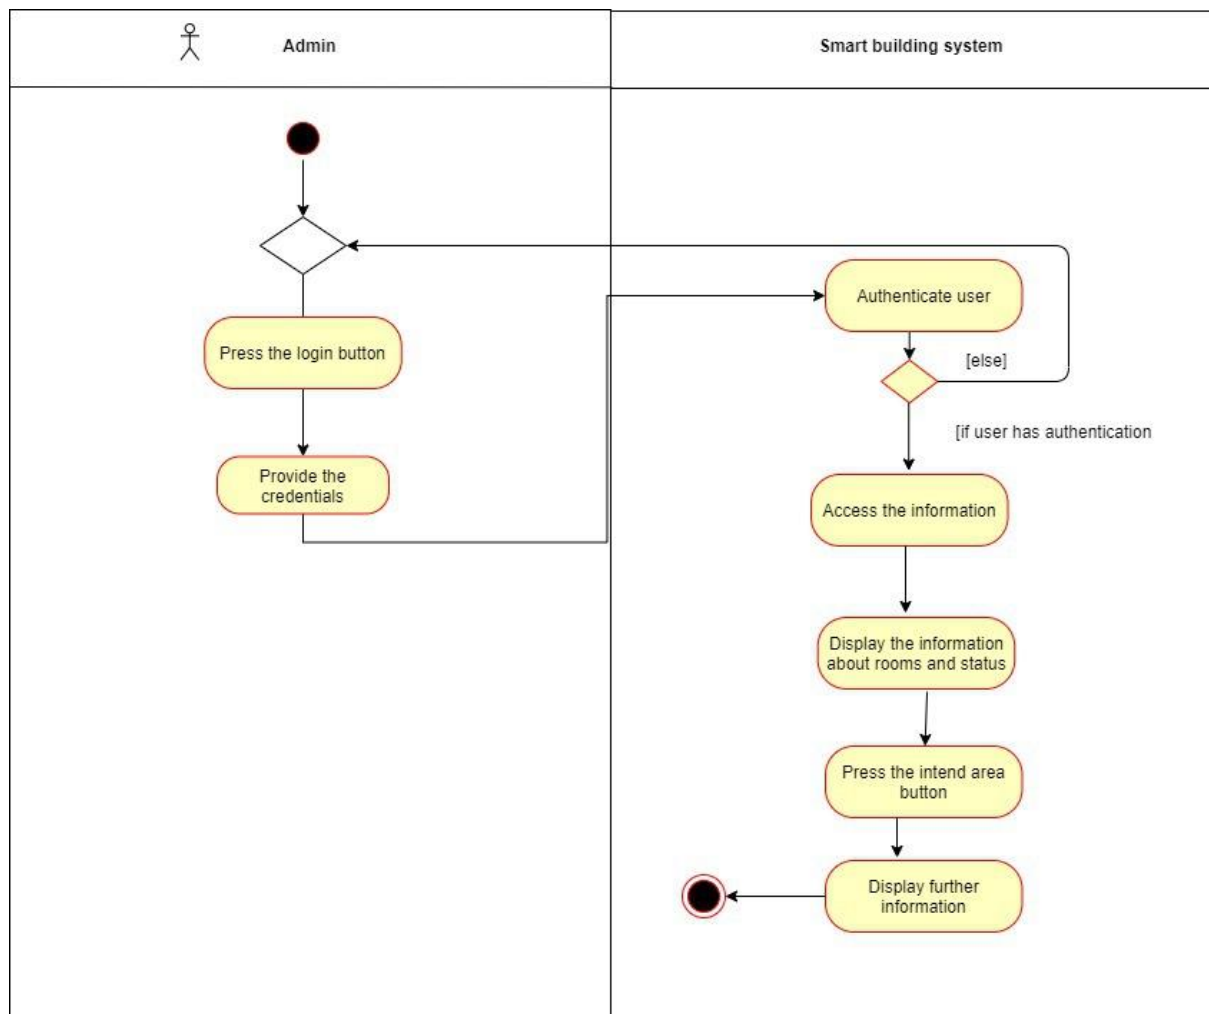 Admin
Smart building system
Authenticate user
[else]
Press the login button
[if user has authentication
Provide the
credentials
Access the information
Display the information
about rooms and status
Press the intend area
button
Display further
information